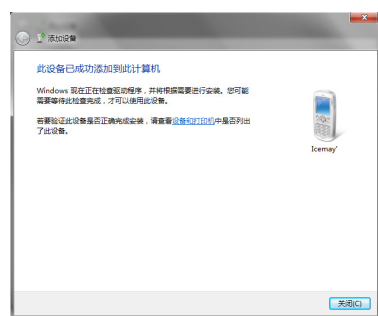 添加设备
此设备已成功添加到此计算机
Windows 现在正在检查驱动程序，并将根据需要进行安装。您可能
需要等待此检查完成，才可以使用此设备。
若要验证此设备是否正确完成安装，请查看设备和打印机中是否列出
了此设备。
Icemay'
关闭(C)